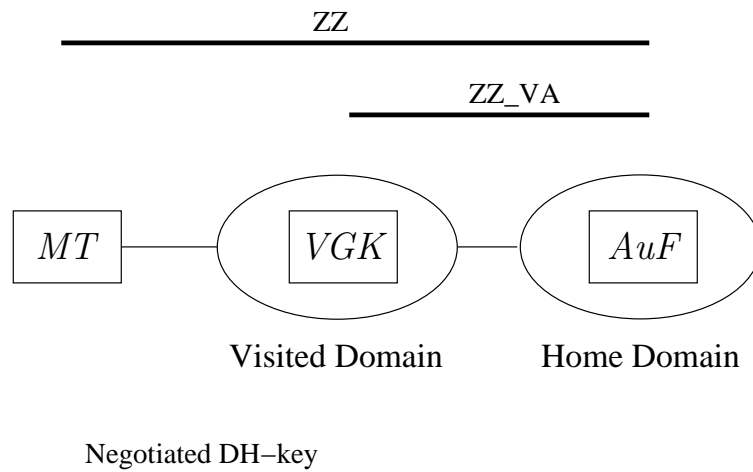 ZZ
ZZ_VA
MT VGK AuF
Visited Domain Home Domain
Negotiated DH−key